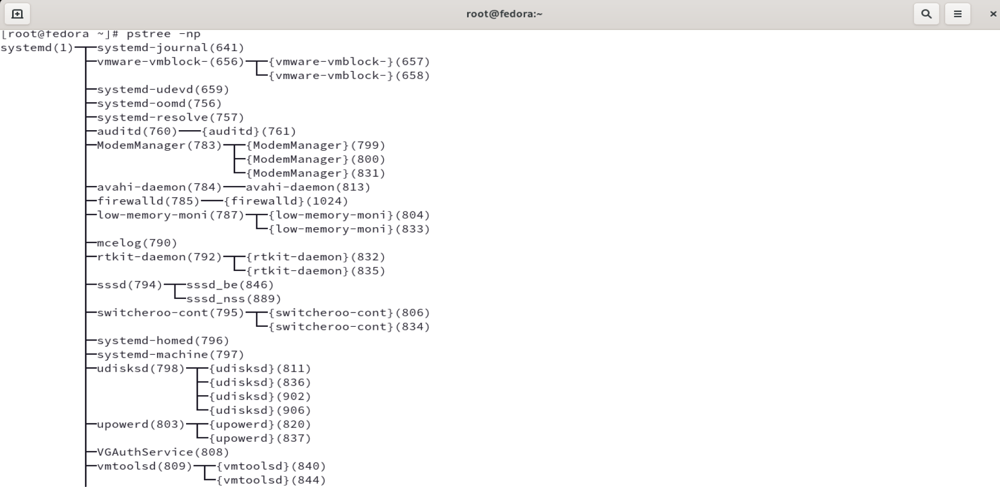 root@fedora:~
[root@fedora ~]# pstree -np
systemd(1)─┬─systemd-journal(641)
           ├─vmware-vmblock-(656)─┬─{vmware-vmblock-}(657)
           │                      └─{vmware-vmblock-}(658)
           ├─systemd-udevd(659)
           ├─systemd-oomd(756)
           ├─systemd-resolve(757)
           ├─auditd(760)───{auditd}(761)
           ├─ModemManager(783)─┬─{ModemManager}(799)
           │                   ├─{ModemManager}(800)
           │                   └─{ModemManager}(831)
           ├─avahi-daemon(784)───avahi-daemon(813)
           ├─firewalld(785)───{firewalld}(1024)
           ├─low-memory-moni(787)─┬─{low-memory-moni}(804)
           │                      └─{low-memory-moni}(833)
           ├─mcelog(790)
           ├─rtkit-daemon(792)─┬─{rtkit-daemon}(832)
           │                   └─{rtkit-daemon}(835)
           ├─sssd(794)─┬─sssd_be(846)
           │           └─sssd_nss(889)
           ├─switcheroo-cont(795)─┬─{switcheroo-cont}(806)
           │                      └─{switcheroo-cont}(834)
           ├─systemd-homed(796)
           ├─systemd-machine(797)
           ├─udisksd(798)─┬─{udisksd}(811)
           │              ├─{udisksd}(836)
           │              ├─{udisksd}(902)
           │              └─{udisksd}(906)
           ├─upowerd(803)─┬─{upowerd}(820)
           │              └─{upowerd}(837)
           ├─VGAuthService(808)
           ├─vmtoolsd(809)─┬─{vmtoolsd}(840)
           │               └─{vmtoolsd}(844)